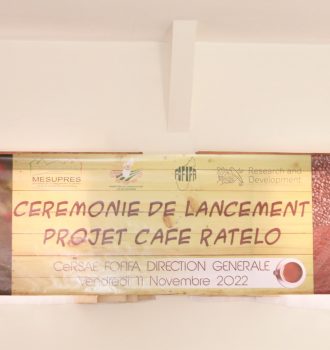 MESUPRES
FOFIFA
Research and
Development
CEREMONIE DE LANCEMENT
PROJET CAFE RATELO
CeRSAE FOFIFA DIRECTION GENERALE
Vendredi 11 Novembre 2022